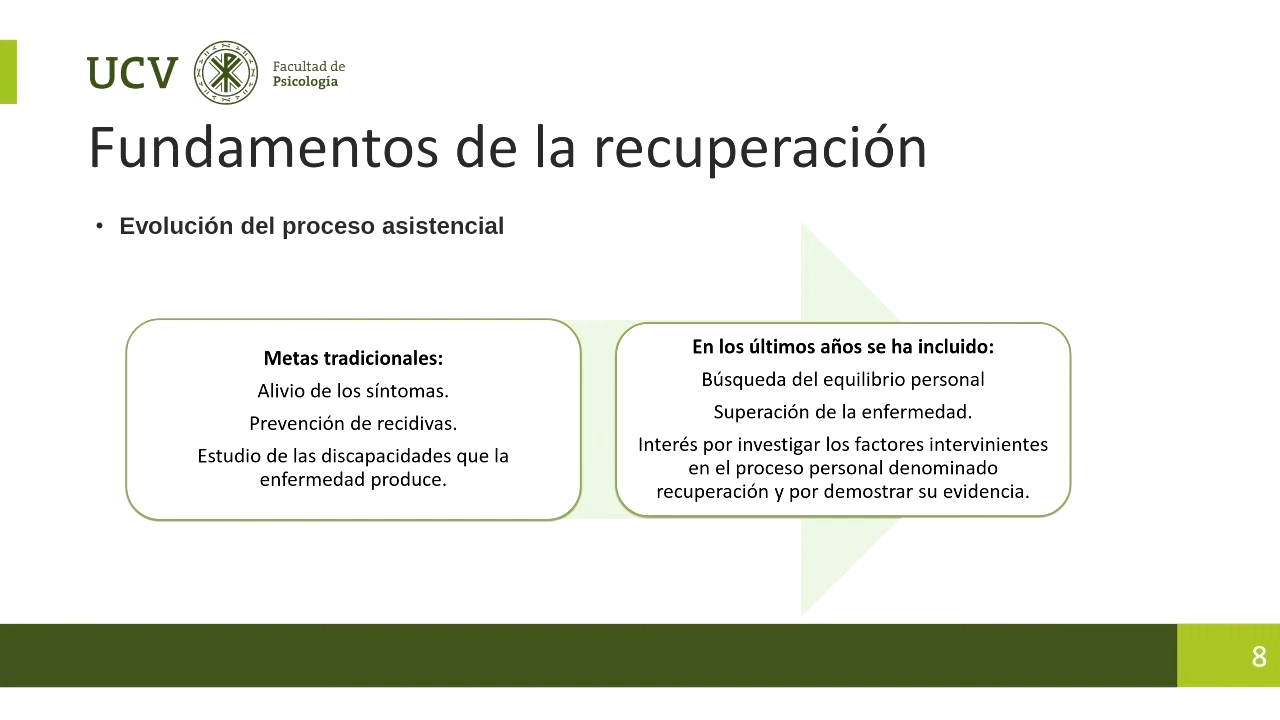 UCV
Facultad de
Psicología
Fundamentos de la recuperación
• Evolución del proceso asistencial
Metas tradicionales:
Alivio de los síntomas.
Prevención de recidivas.
Estudio de las discapacidades que la
enfermedad produce.
En los últimos años se ha incluido:
Búsqueda del equilibrio personal
Superación de la enfermedad.
Interés por investigar los factores intervinientes
en el proceso personal denominado
recuperación y por demostrar su evidencia.
8